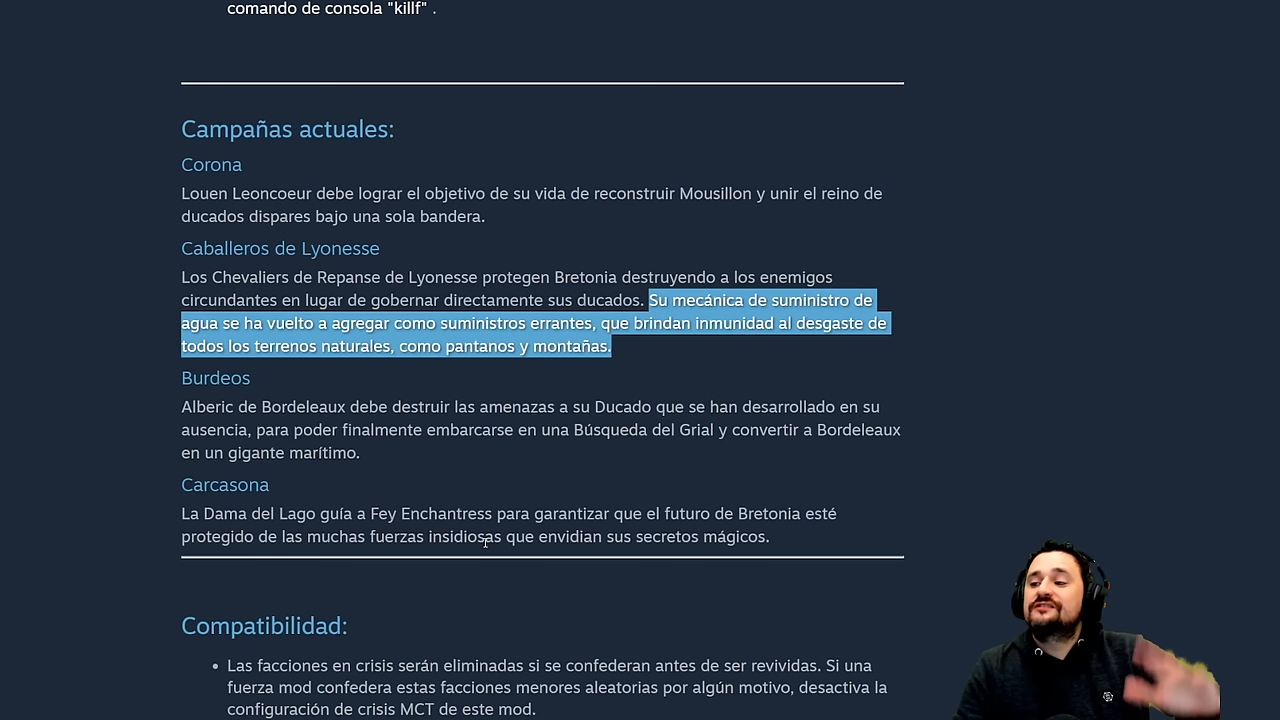 comando de consola "killf" .
Campañas actuales:
Corona
Louen Leoncoeur debe lograr el objetivo de su vida de reconstruir Mousillon y unir el reino de
ducados dispares bajo una sola bandera.
Caballeros de Lyonesse
Los Chevaliers de Repanse de Lyonesse protegen Bretonia destruyendo a los enemigos
circundantes en lugar de gobernar directamente sus ducados. Su mecánica de suministro de
agua se ha vuelto a agregar como suministros errantes, que brindan inmunidad al desgaste de
todos los terrenos naturales, como pantanos y montañas.
Burdeos
Alberic de Bordeleaux debe destruir las amenazas a su Ducado que se han desarrollado en su
ausencia, para poder finalmente embarcarse en una Búsqueda del Grial y convertir a Bordeleaux
en un gigante marítimo.
Carcasona
La Dama del Lago guía a Fey Enchantress para garantizar que el futuro de Bretonia esté
protegido de las muchas fuerzas insidiosas que envidian sus secretos mágicos.
Compatibilidad:
• Las facciones en crisis serán eliminadas si se confederan antes de ser revividas. Si una
fuerza mod confedera estas facciones menores aleatorias por algún motivo, desactiva la
configuración de crisis MCT de este mod.